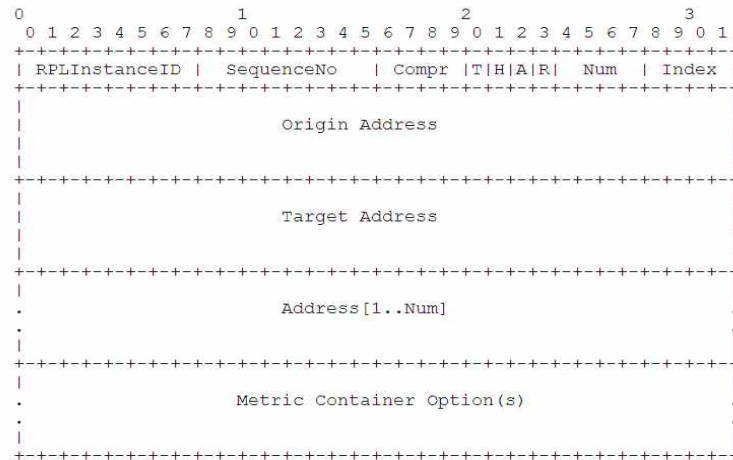 0 1 2 3
0 1 2 3 4 5 6 7 8 9 0 1 2 3 4 5 6 7 8 9 0 1 2 3 4 5 6 7 8 9 0 1
| RPLInstanceID | SequenceNo | Compr |T|H|A|R| Num | Index
Origin Address
Target Address
Address[1..Num]
Metric Container Option(s)